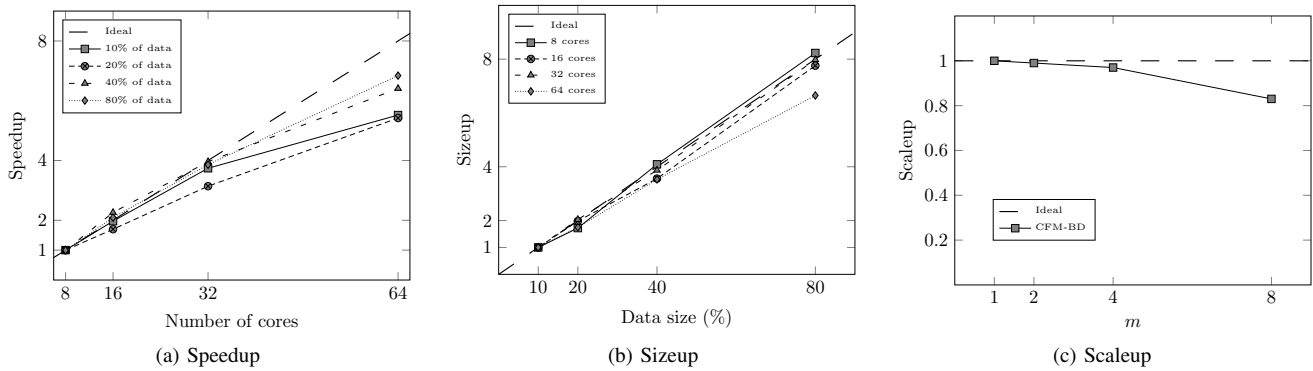 Ideal
10% of data
20% of data
40% of data
80% of data
8
4
2
1
Speedup
8
16
32
64
Number of cores
(a) Speedup
Ideal
8 cores
16 cores
32 cores
64 cores
8
4
2
1
Sizeup
10
20
40
80
Data size (%)
(b) Sizeup
1
0.8
0.6
0.4
0.2
Scaleup
Ideal
CFM-BD
1
2
4
8
m
(c) Scaleup